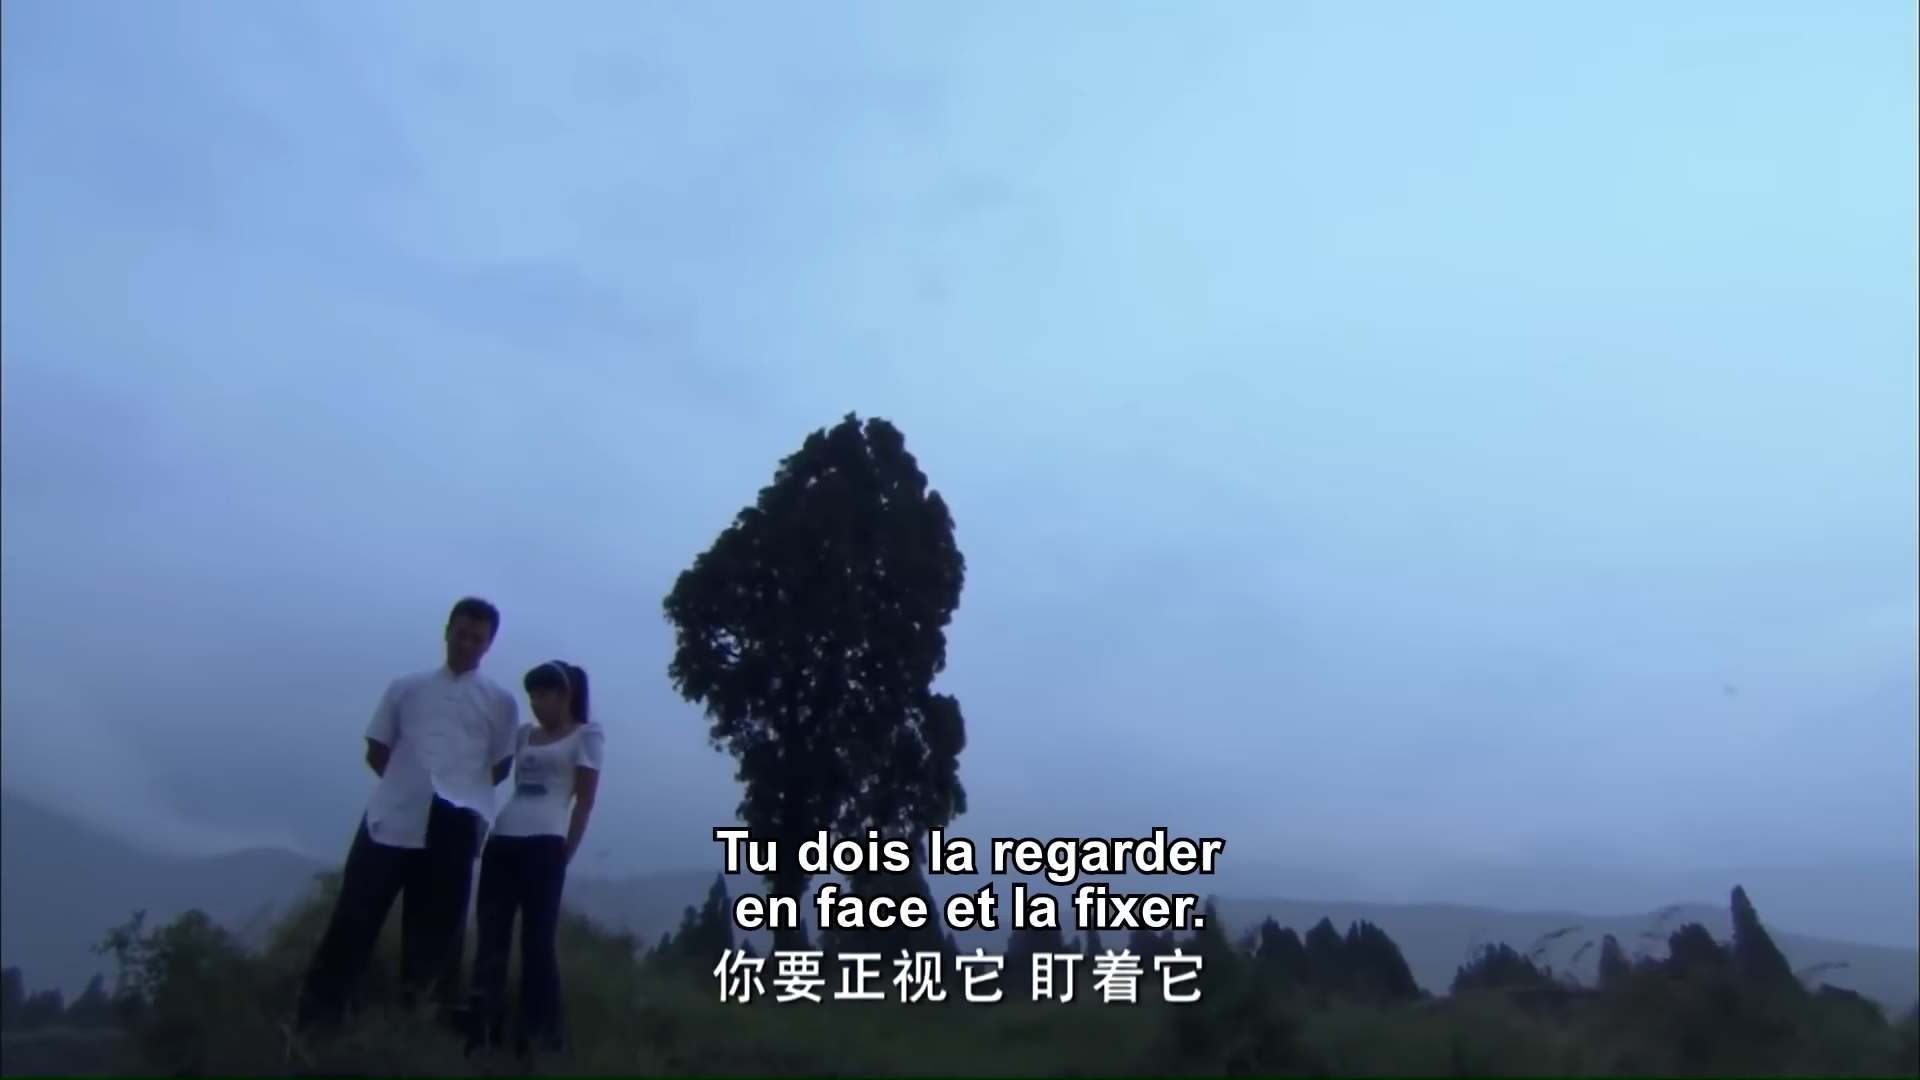 Tu dois la regarder
en face et la fixer.
你要正视它 盯着它